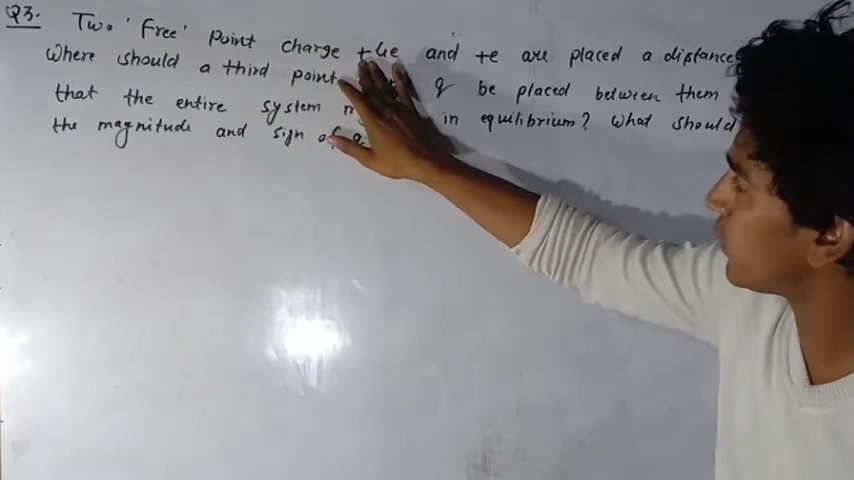 Q3. Two 'free' point charge +4e and +e are placed a distance
Where should a third point q be placed between them
that the entire system in equilibrium? What should
the magnitude and sign of q